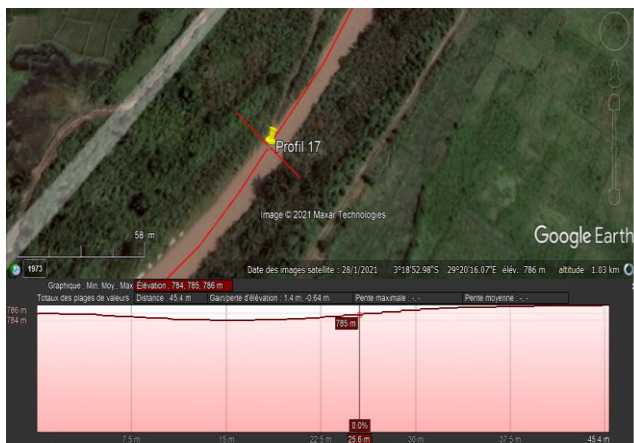 Profil 17
Image © 2021 Maxar Technologies
58 m
Google Earth
1973
Date des images satellite : 28/1/2021 3°18'52.98"S 29°20'16.07"E élév. 786 m altitude 1.03 km
Graphique : Min, Moy., Max Élévation : 784, 785, 786 m
Totaux des plages de valeurs : Distance : 45.4 m Gain/perte d'élévation : 1.4 m, -0.64 m Pente maximale : -, - Pente moyenne : -, -
786 m
784 m
785 m
0,0%
7.5 m 15 m 22.5 m 25.6 m 30 m 37.5 m 45.4 m